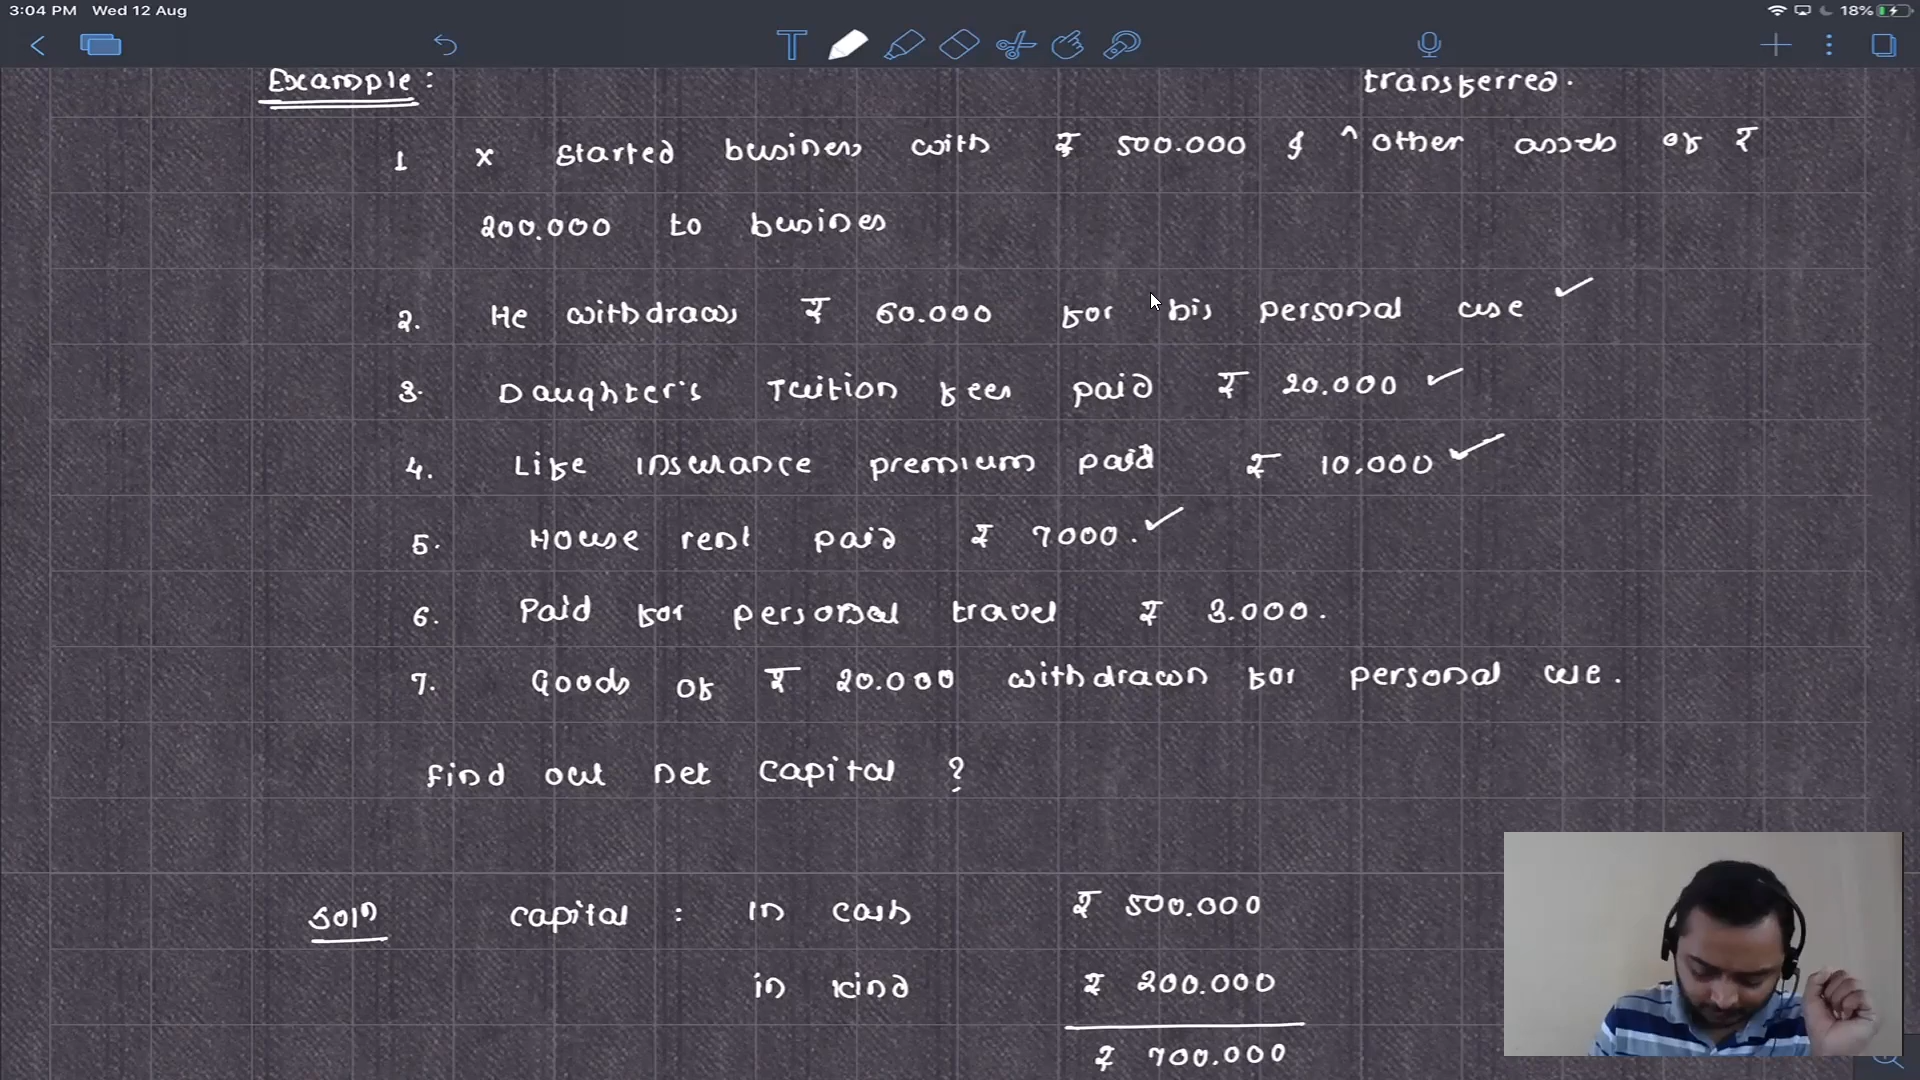 3:04 PM Wed 12 Aug 18%
Example:
transferred.
1 X started business with ₹ 500.000 & ^ other assets of ₹
200.000 to busines
2. He withdraws ₹ 60.000 for his personal use ✓
3. Daughter's Tuition fees paid ₹ 20.000 ✓
4. Life insurance premium paid ₹ 10.000 ✓
5. House rent paid ₹ 7000. ✓
6. Paid for personal travel ₹ 3.000.
7. Goods of ₹ 20.000 withdrawn for personal use.
Find out net capital ?
Soln capital : in cash ₹ 500.000
in kind ₹ 200.000
₹ 700.000